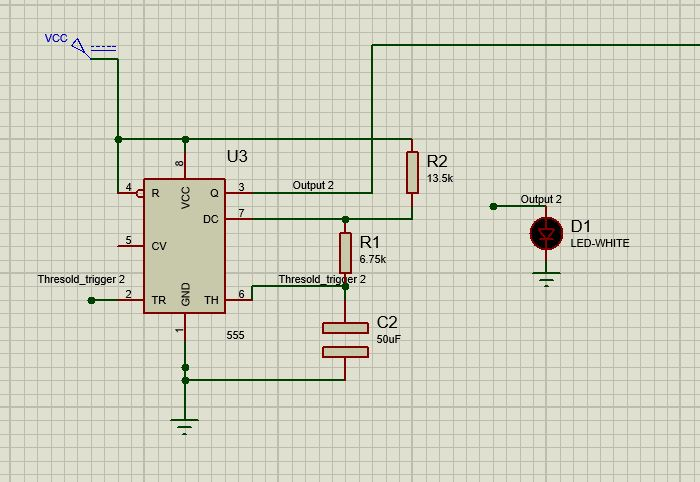 VCC
U3
R2
13.5k
8
4
R
VCC
Q
3
Output 2
Output 2
DC
7
D1
LED-WHITE
R1
6.75k
5
CV
Thresold_trigger 2
Thresold_trigger 2
2
TR
GND
TH
6
C2
50uF
1
555